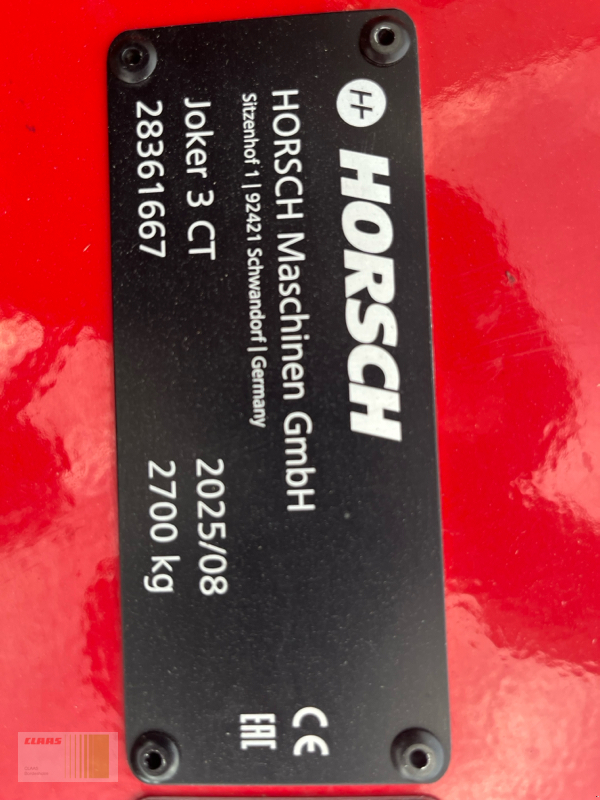 HORSCH
HORSCH Maschinen GmbH
Sitzenhof 1 | 92421 Schwandorf | Germany
Joker 3 CT 2025/08
28361667 2700 kg
CE
EAC
CLAAS